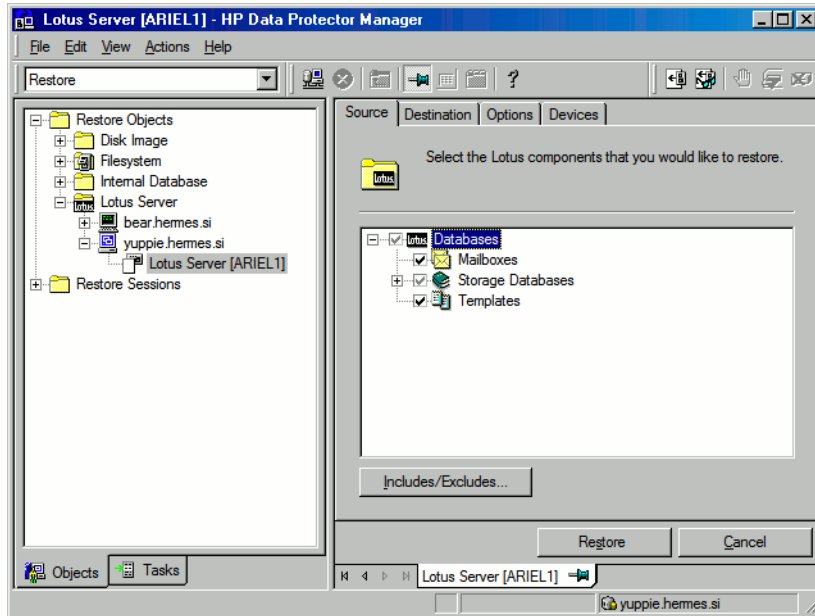 Lotus Server [ARIEL1] - HP Data Protector Manager
File Edit View Actions Help
Restore
Restore Objects
Disk Image
Filesystem
Internal Database
Lotus Server
bear.hermes.si
yuppie.hermes.si
Lotus Server [ARIEL1]
Restore Sessions
Objects Tasks
Source Destination Options Devices
Lotus
Select the Lotus components that you would like to restore.
Lotus Databases
Mailboxes
Storage Databases
Templates
Includes/Excludes...
Restore Cancel
Lotus Server [ARIEL1]
yuppie.hermes.si